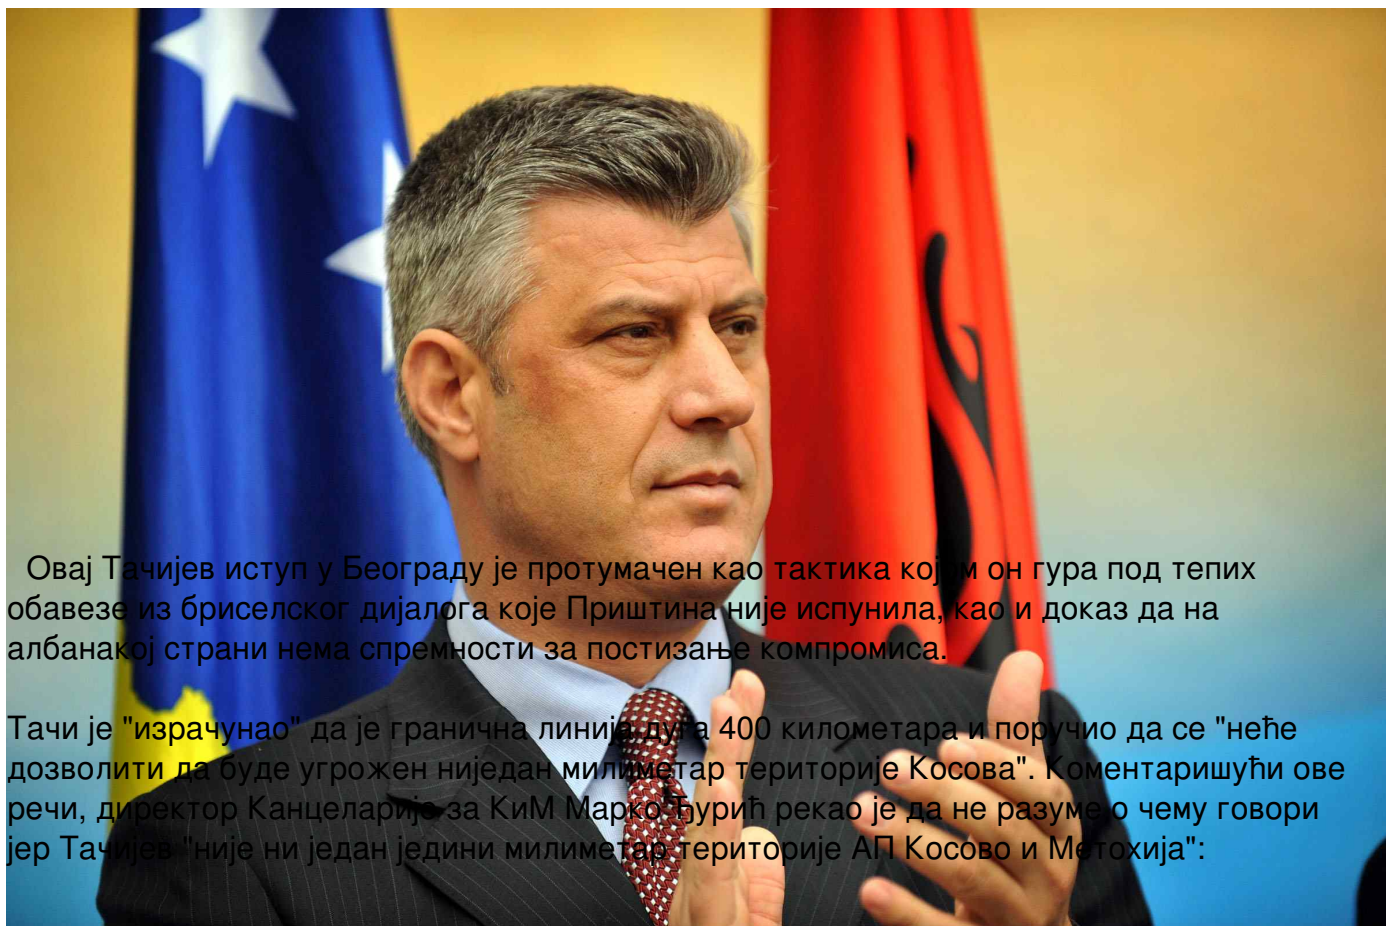 Овај Тачијев иступ у Београду је протумачен као тактика којом он гура под тепих
обавезе из бриселског дијалога које Приштина није испунила, као и доказ да на
албанакој страни нема спремности за постизање компромиса.
Тачи је "израчунао" да је гранична линија дуга 400 километара и поручио да се "неће
дозволити да буде угрожен ниједан милиметар територије Косова". Коментаришући ове
речи, директор Канцеларије за КиМ Марко Ђурић рекао је да не разуме о чему говори
јер Тачијев "није ни један једини милиметар територије АП Косово и Метохија":